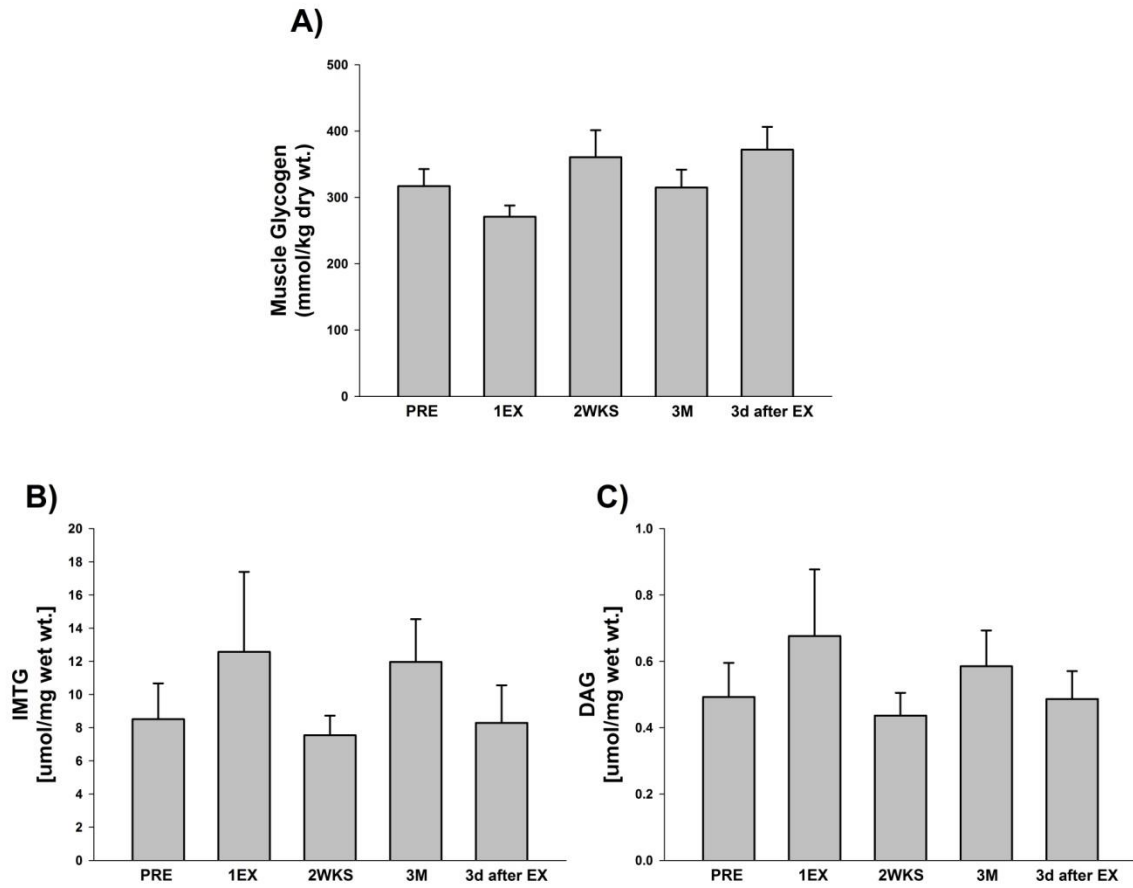 A)
Muscle Glycogen
(mmol/kg dry wt.)
500
400
300
200
100
0
PRE 1EX 2WKS 3M 3d after EX
B)
IMTG
[umol/mg wet wt.]
20
18
16
14
12
10
8
6
4
2
0
PRE 1EX 2WKS 3M 3d after EX
C)
DAG
[umol/mg wet wt.]
1.0
0.8
0.6
0.4
0.2
0.0
PRE 1EX 2WKS 3M 3d after EX